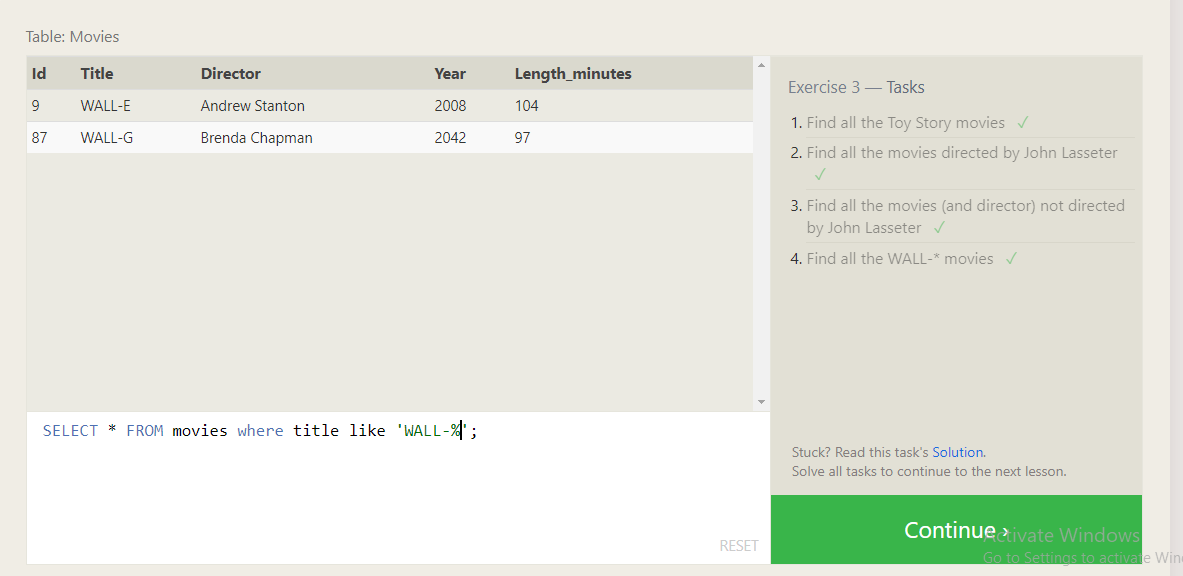 Table: Movies
Id Title Director Year Length_minutes
9 WALL-E Andrew Stanton 2008 104
87 WALL-G Brenda Chapman 2042 97
SELECT * FROM movies where title like 'WALL-%';
RESET
Exercise 3 — Tasks
1. Find all the Toy Story movies ✓
2. Find all the movies directed by John Lasseter
✓
3. Find all the movies (and director) not directed
by John Lasseter ✓
4. Find all the WALL-* movies ✓
Stuck? Read this task's Solution.
Solve all tasks to continue to the next lesson.
Continue ›
Activate Windows
Go to Settings to activate Win